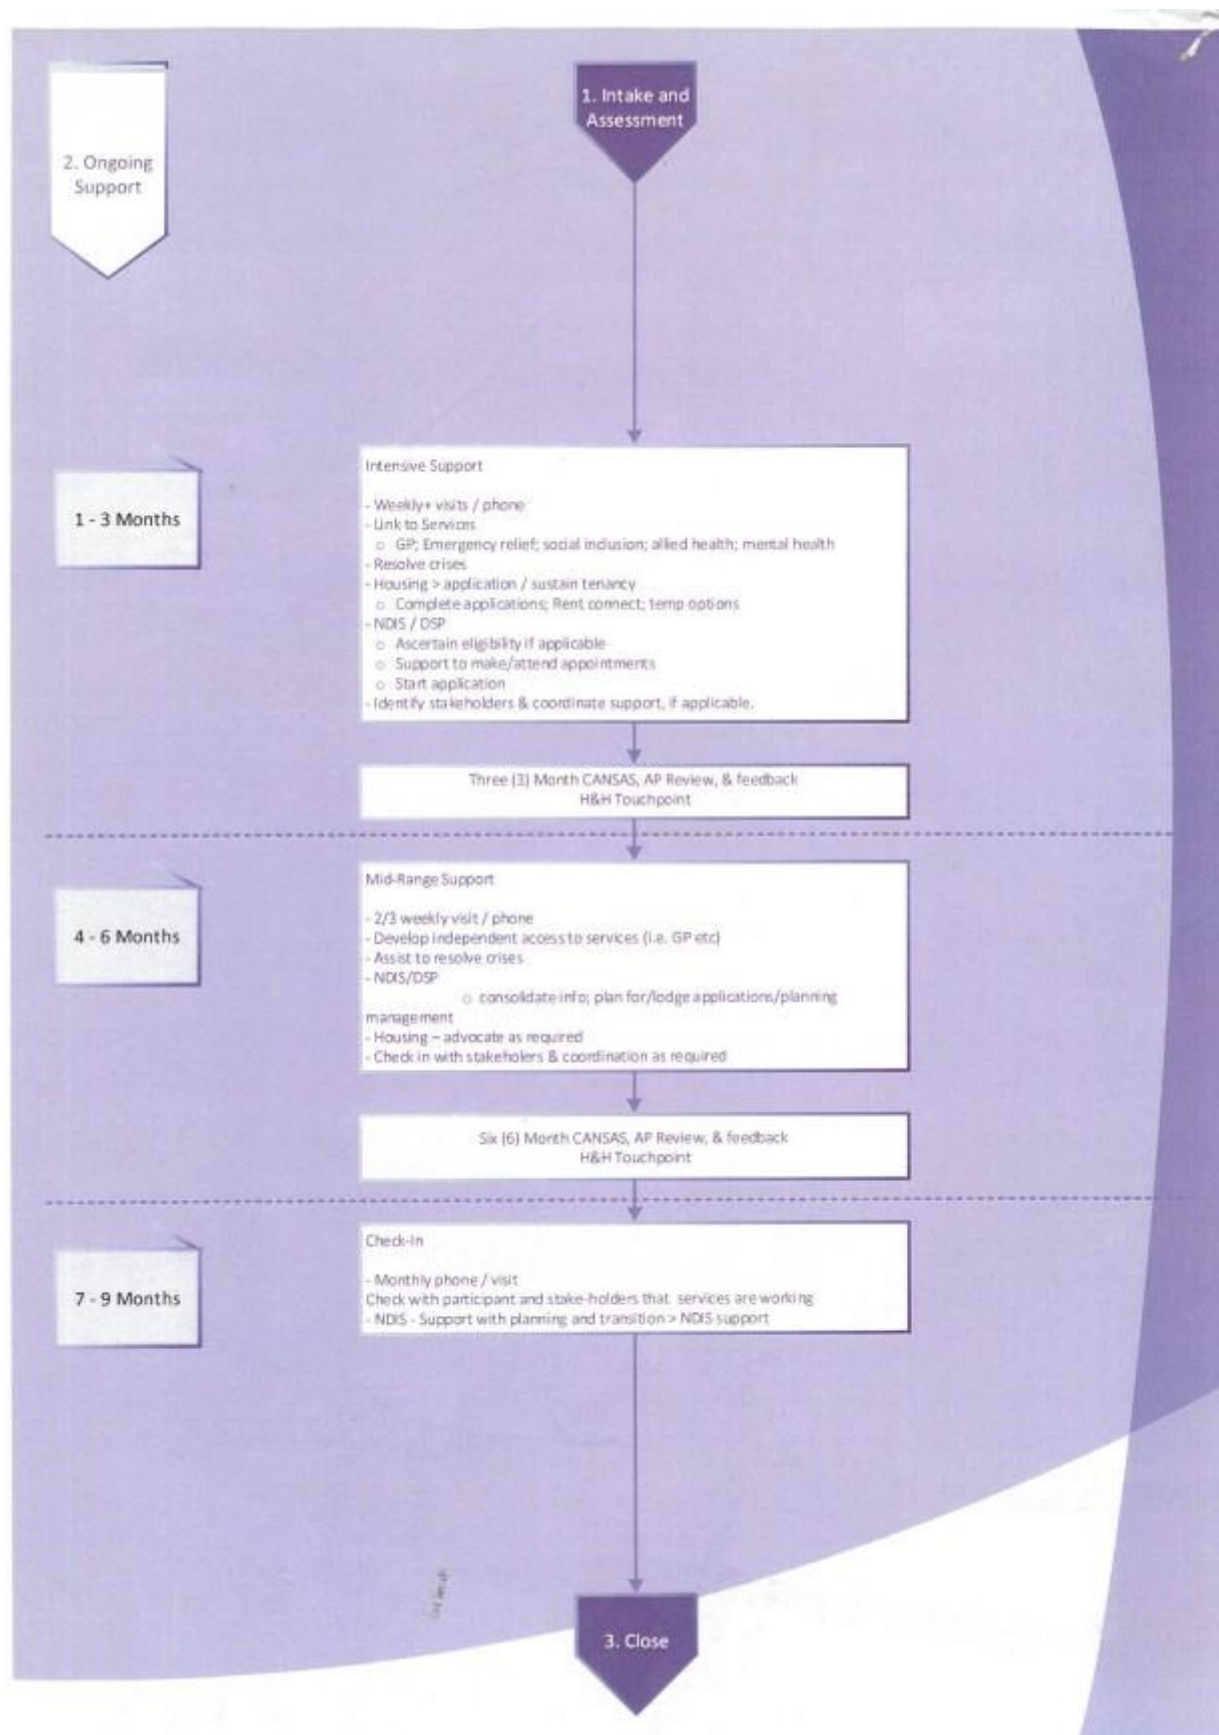 1. Intake and
Assessment
2. Ongoing
Support
1 - 3 Months
Intensive Support
- Weekly+ visits / phone
- Link to Services
o GP; Emergency relief; social inclusion; allied health; mental health
- Resolve crises
- Housing > application / sustain tenancy
o Complete applications; Rent connect; temp options
- NDIS / DSP
o Ascertain eligibility if applicable
o Support to make/attend appointments
o Start application
- Identify stakeholders & coordinate support, if applicable.
Three (3) Month CANSAS, AP Review, & feedback
H&H Touchpoint
4 - 6 Months
Mid-Range Support
- 2/3 weekly visit / phone
- Develop independent access to services (i.e. GP etc)
- Assist to resolve crises
- NDIS/DSP
o consolidate info; plan for/lodge applications/planning
management
- Housing – advocate as required
- Check in with stakeholers & coordination as required
Six (6) Month CANSAS, AP Review, & feedback
H&H Touchpoint
7 - 9 Months
Check-In
- Monthly phone / visit
Check with participant and stake-holders that services are working
- NDIS - Support with planning and transition > NDIS support
3. Close